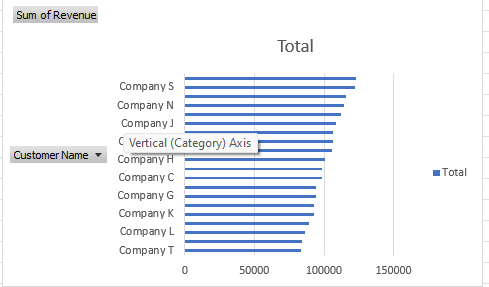 Sum of Revenue
Total
Company S
Company N
Company J
Vertical (Category) Axis
Customer Name
Company H
Company C
Total
Company G
Company K
Company L
Company T
0 50000 100000 150000